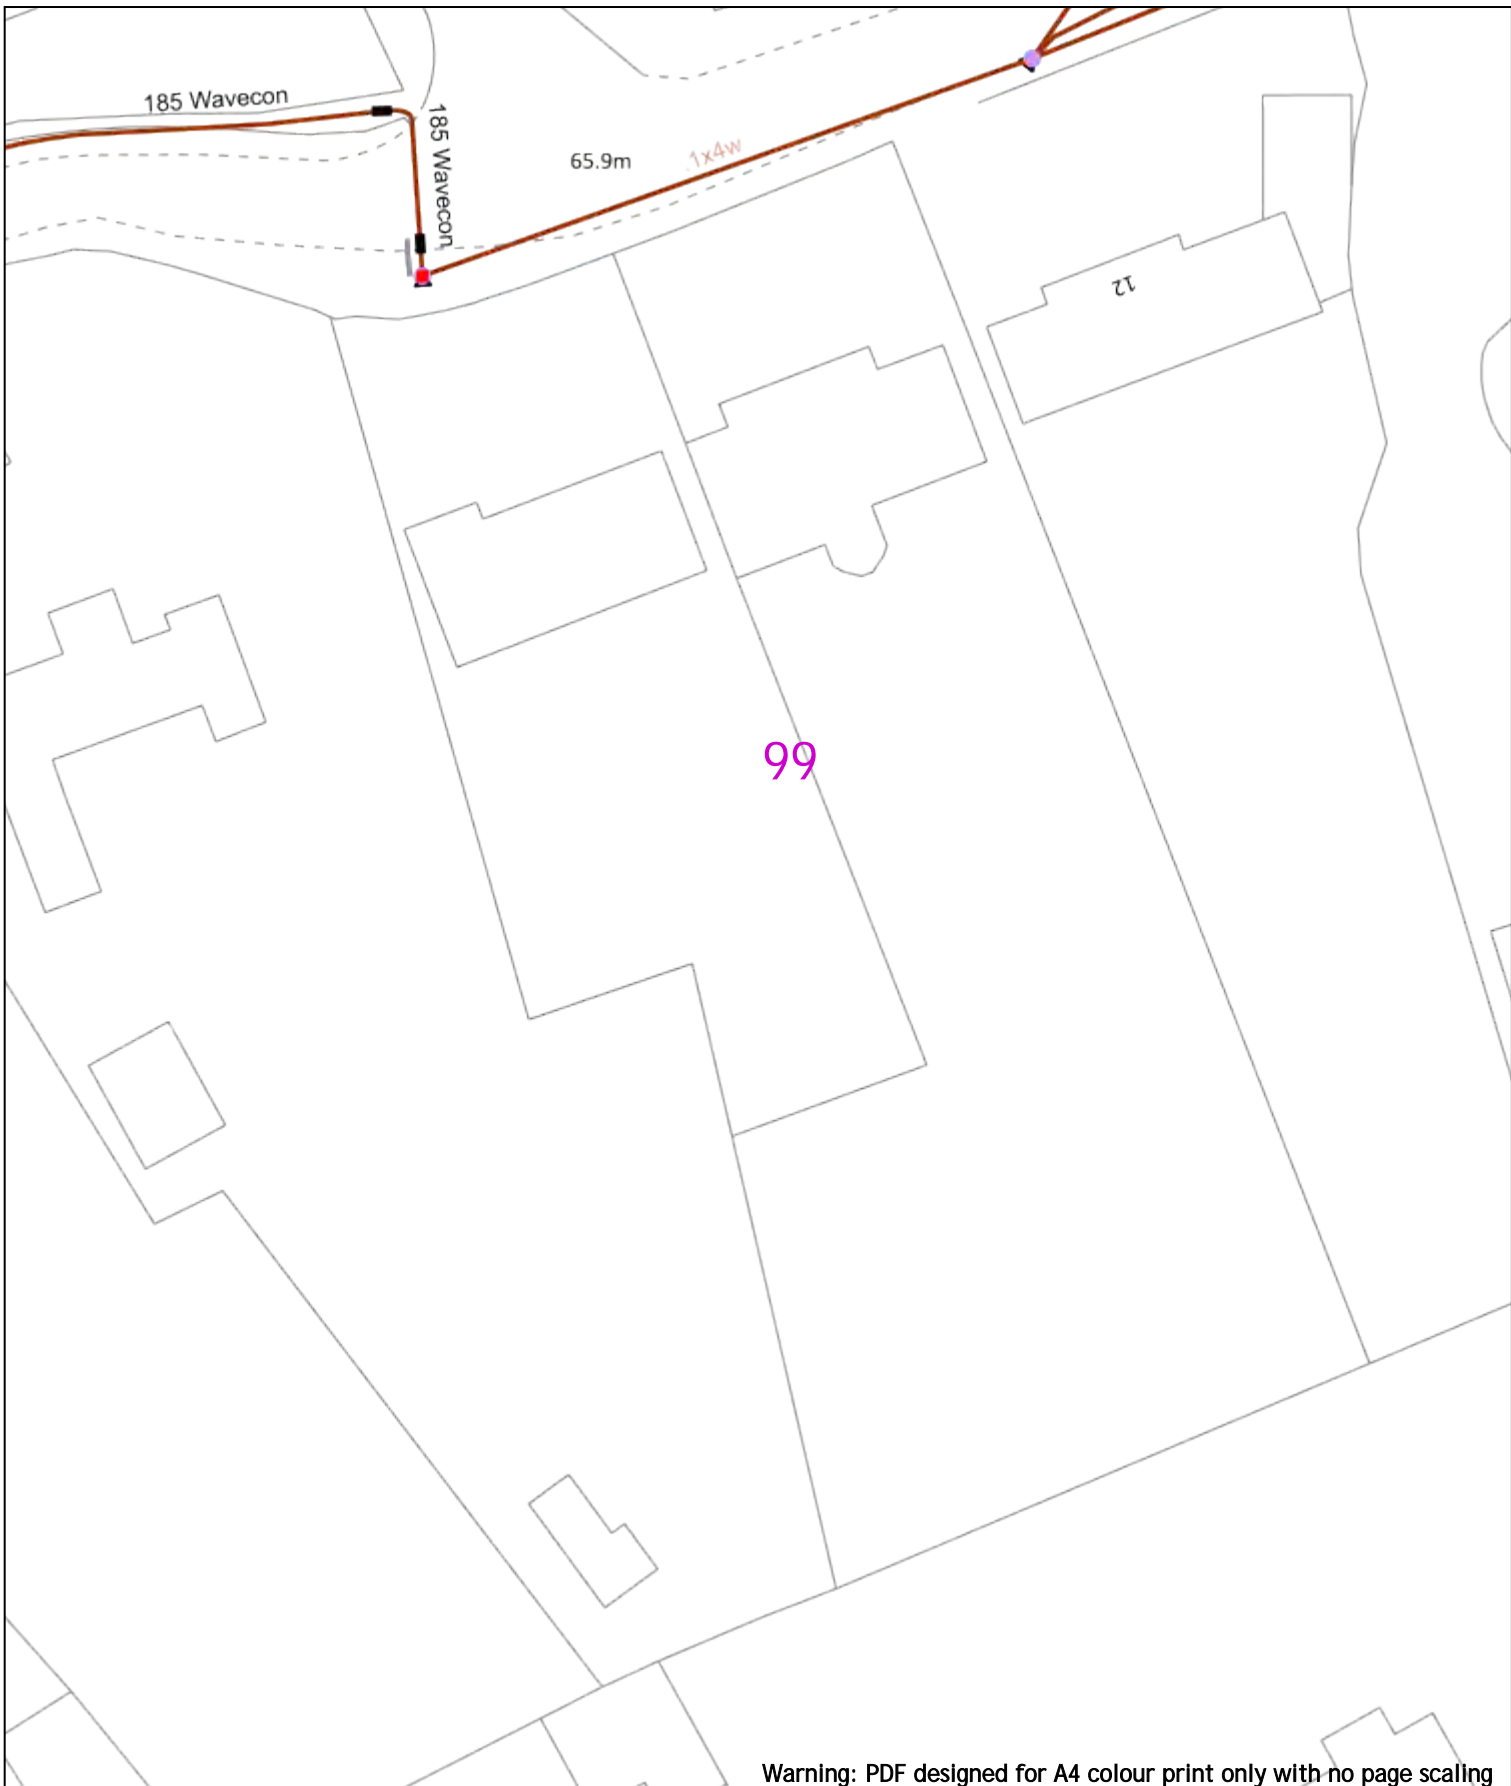 185 Wavecon
185 Wavecon
65.9m
1x4w
12
99
Warning: PDF designed for A4 colour print only with no page scaling